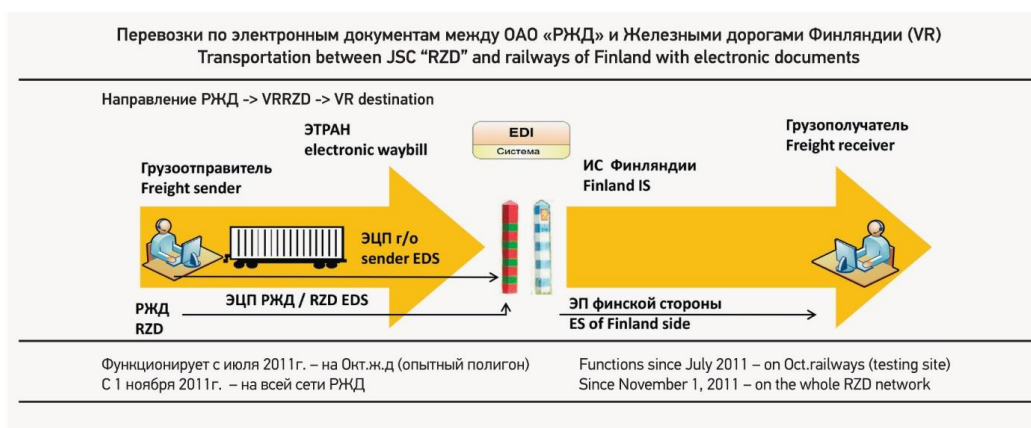 Перевозки по электронным документам между ОАО «РЖД» и Железными дорогами Финляндии (VR)
Transportation between JSC “RZD” and railways of Finland with electronic documents
Направление РЖД -> VRRZD -> VR destination
ЭТРАН
electronic waybill
EDI
Система
Грузополучатель
Freight receiver
Грузоотправитель
Freight sender
ИС Финляндии
Finland IS
ЭЦП г/о
sender EDS
ЭЦП РЖД / RZD EDS
РЖД
RZD
ЭП финской стороны
ES of Finland side
Функционирует с июля 2011г. – на Окт.ж.д (опытный полигон)
С 1 ноября 2011г. – на всей сети РЖД
Functions since July 2011 – on Oct.railways (testing site)
Since November 1, 2011 – on the whole RZD network